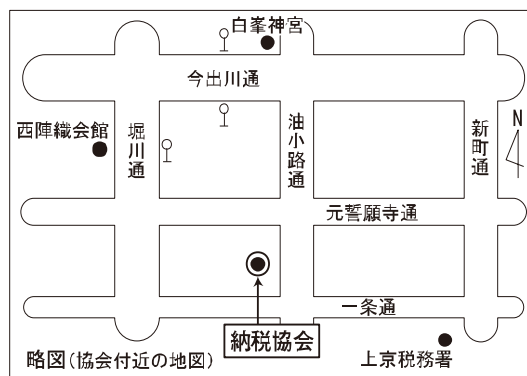 白峯神宮
今出川通
西陣織会館
堀川通
油小路通
新町通
N
元誓願寺通
一条通
納税協会
略図(協会付近の地図)
上京税務署